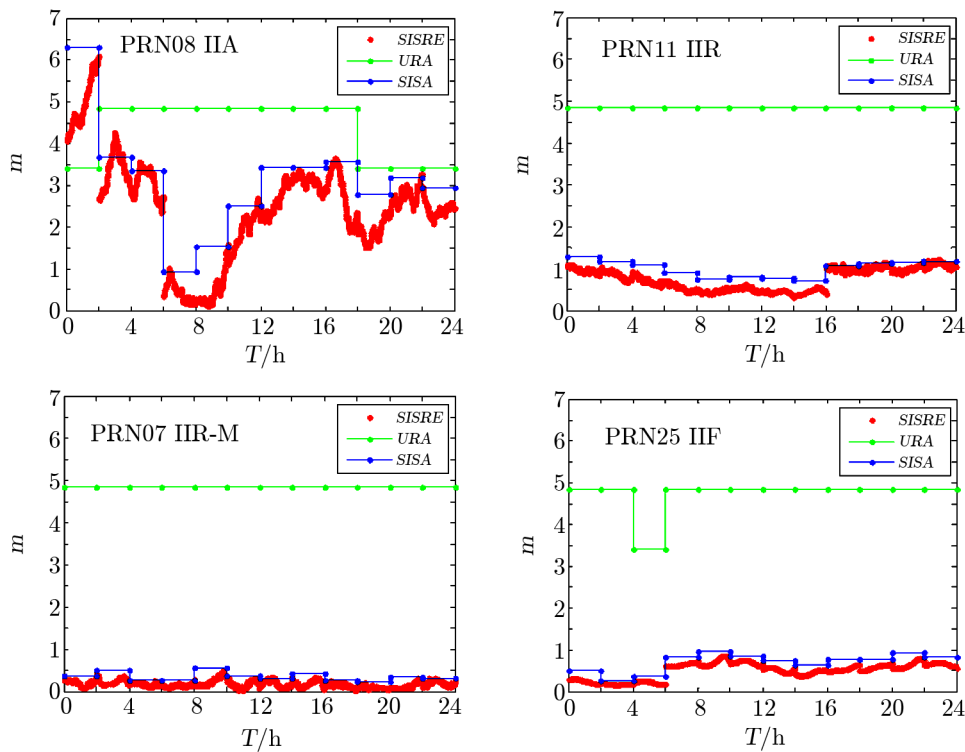 PRN08 IIA
SISRE
URA
SISA
m
7
6
5
4
3
2
1
0
0 4 8 12 16 20 24
T/h
PRN11 IIR
SISRE
URA
SISA
m
7
6
5
4
3
2
1
0
0 4 8 12 16 20 24
T/h
PRN07 IIR-M
SISRE
URA
SISA
m
7
6
5
4
3
2
1
0
0 4 8 12 16 20 24
T/h
PRN25 IIF
SISRE
URA
SISA
m
7
6
5
4
3
2
1
0
0 4 8 12 16 20 24
T/h